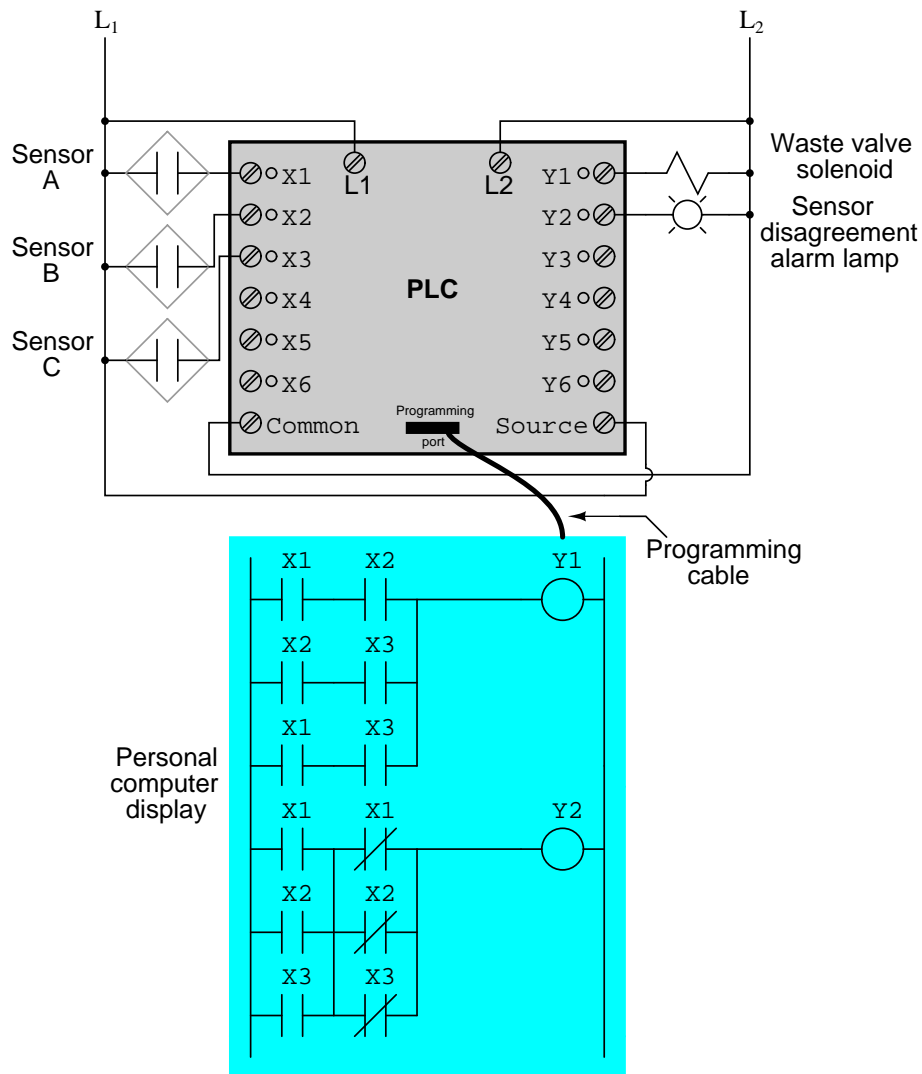 L1
L2
Sensor
A
Sensor
B
Sensor
C
X1
X2
X3
X4
X5
X6
Common
L1
L2
PLC
Programming
port
Y1
Y2
Y3
Y4
Y5
Y6
Source
Waste valve
solenoid
Sensor
disagreement
alarm lamp
Programming
cable
Personal
computer
display
X1 X2 Y1
X2 X3
X1 X3
X1 X1 Y2
X2 X2
X3 X3